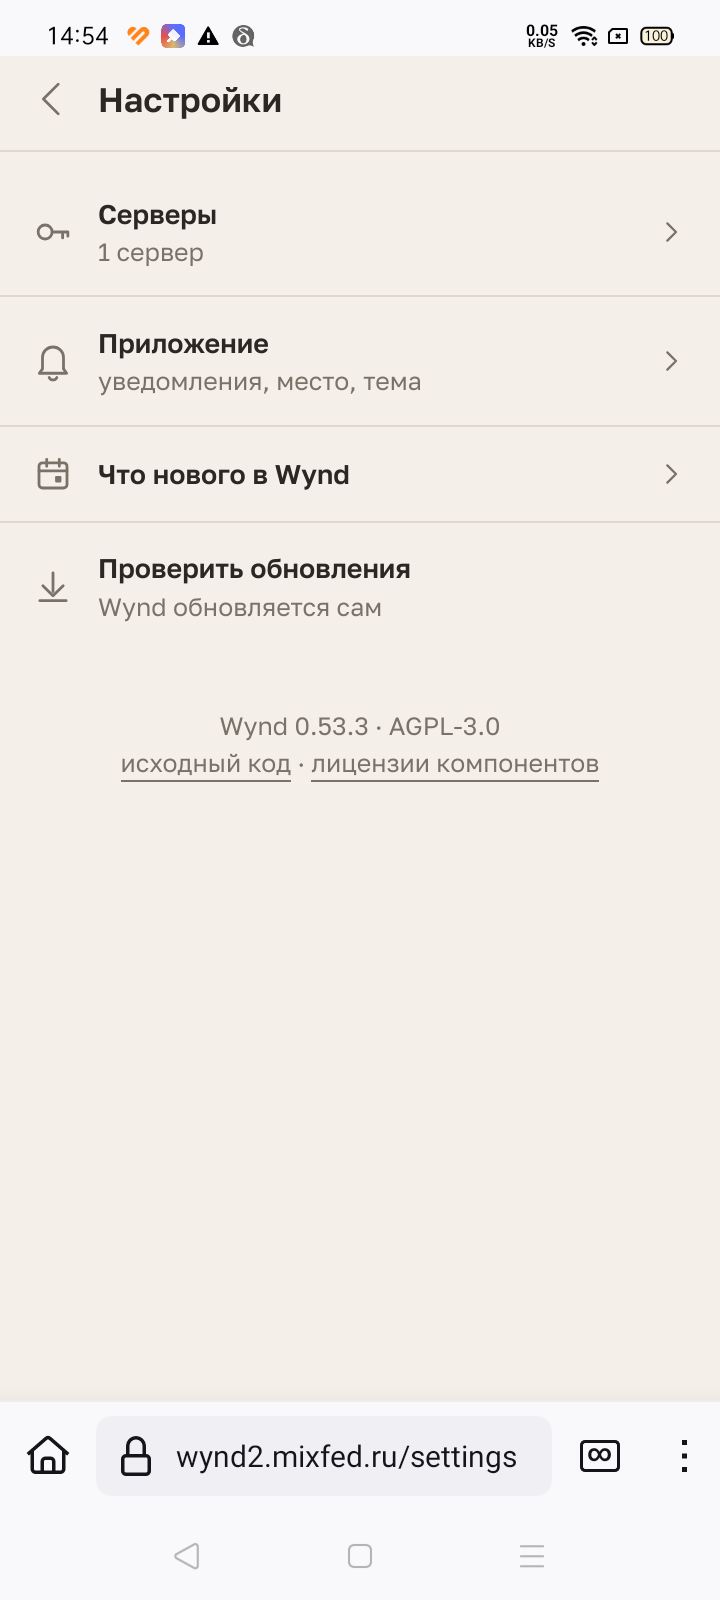 14:54
0.05
KB/S
100
Настройки
Серверы
1 сервер
Приложение
уведомления, место, тема
Что нового в Wynd
Проверить обновления
Wynd обновляется сам
Wynd 0.53.3 · AGPL-3.0
исходный код · лицензии компонентов
wynd2.mixfed.ru/settings